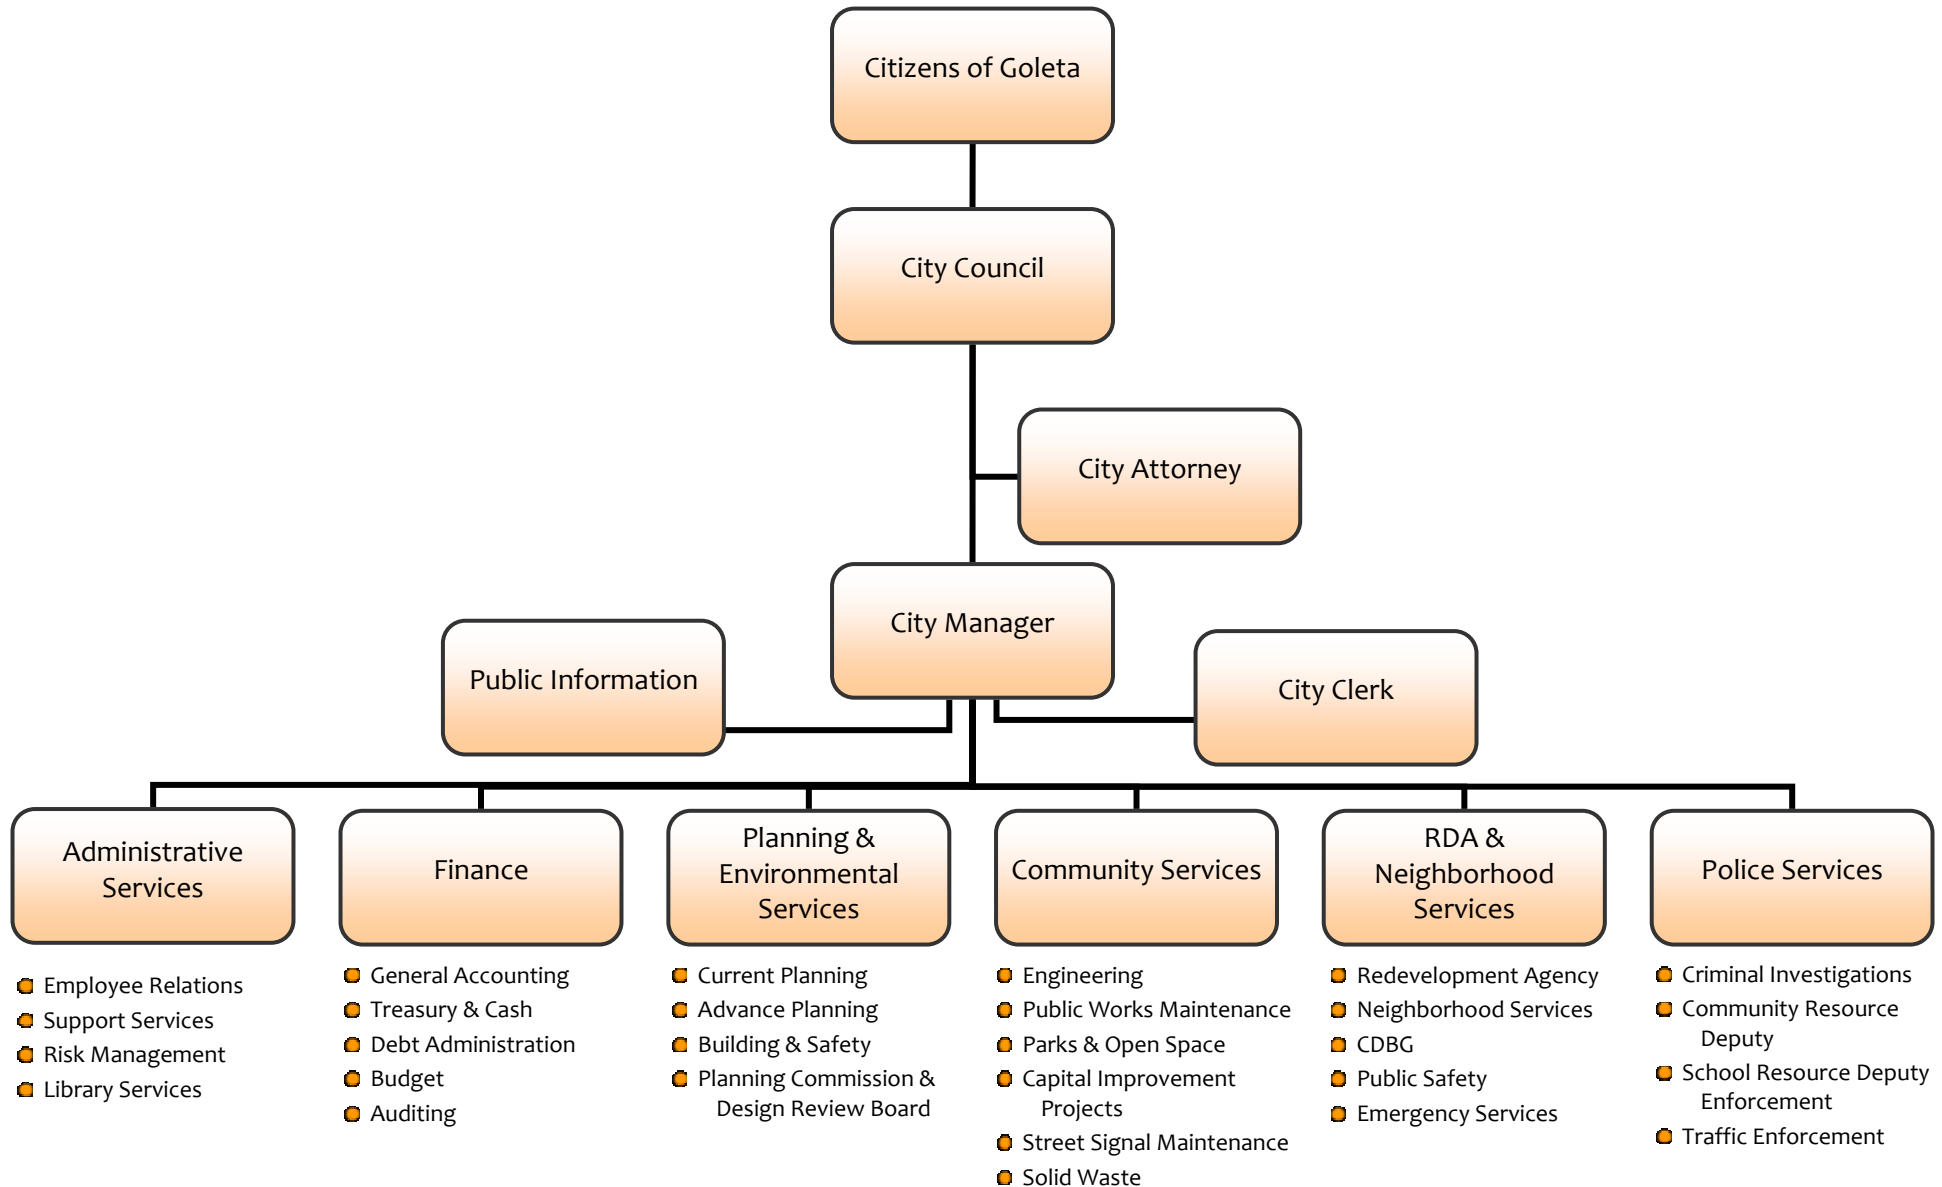 Citizens of Goleta
City Council
City Attorney
City Manager
Public Information
City Clerk
Administrative
Services
Finance
Planning &
Environmental
Services
Community Services
RDA &
Neighborhood
Services
Police Services
Employee Relations
Support Services
Risk Management
Library Services
General Accounting
Treasury & Cash
Debt Administration
Budget
Auditing
Current Planning
Advance Planning
Building & Safety
Planning Commission &
Design Review Board
Engineering
Public Works Maintenance
Parks & Open Space
Capital Improvement
Projects
Street Signal Maintenance
Solid Waste
Redevelopment Agency
Neighborhood Services
CDBG
Public Safety
Emergency Services
Criminal Investigations
Community Resource
Deputy
School Resource Deputy
Enforcement
Traffic Enforcement